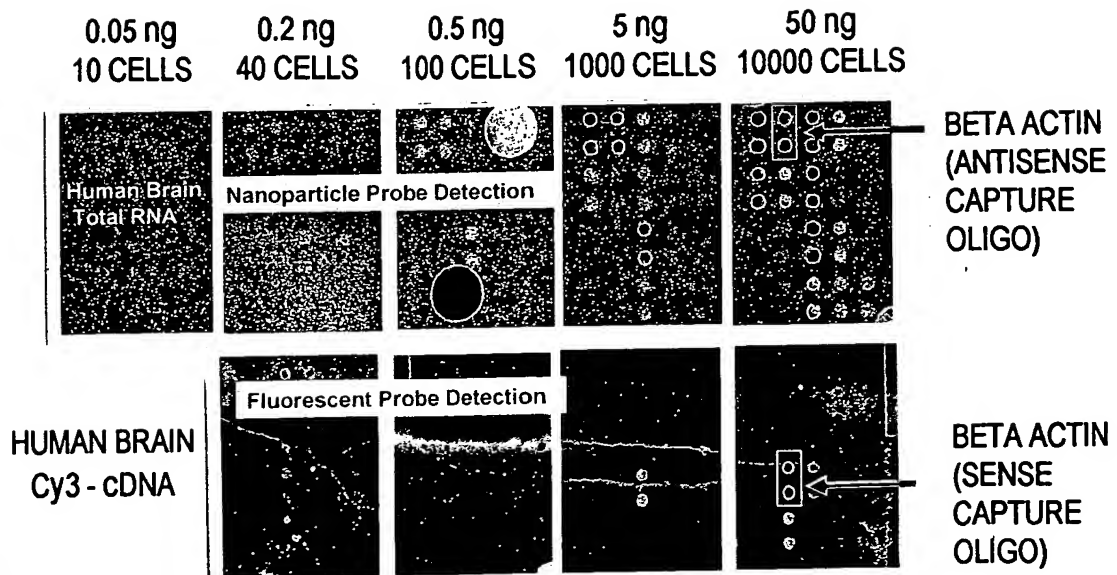 0.05 ng
10 CELLS
0.2 ng
40 CELLS
0.5 ng
100 CELLS
5 ng
1000 CELLS
50 ng
10000 CELLS
Human Brain
Total RNA
Nanoparticle Probe Detection
BETA ACTIN
(ANTISENSE
CAPTURE
OLIGO)
Fluorescent Probe Detection
HUMAN BRAIN
Cy3 - cDNA
BETA ACTIN
(SENSE
CAPTURE
OLIGO)